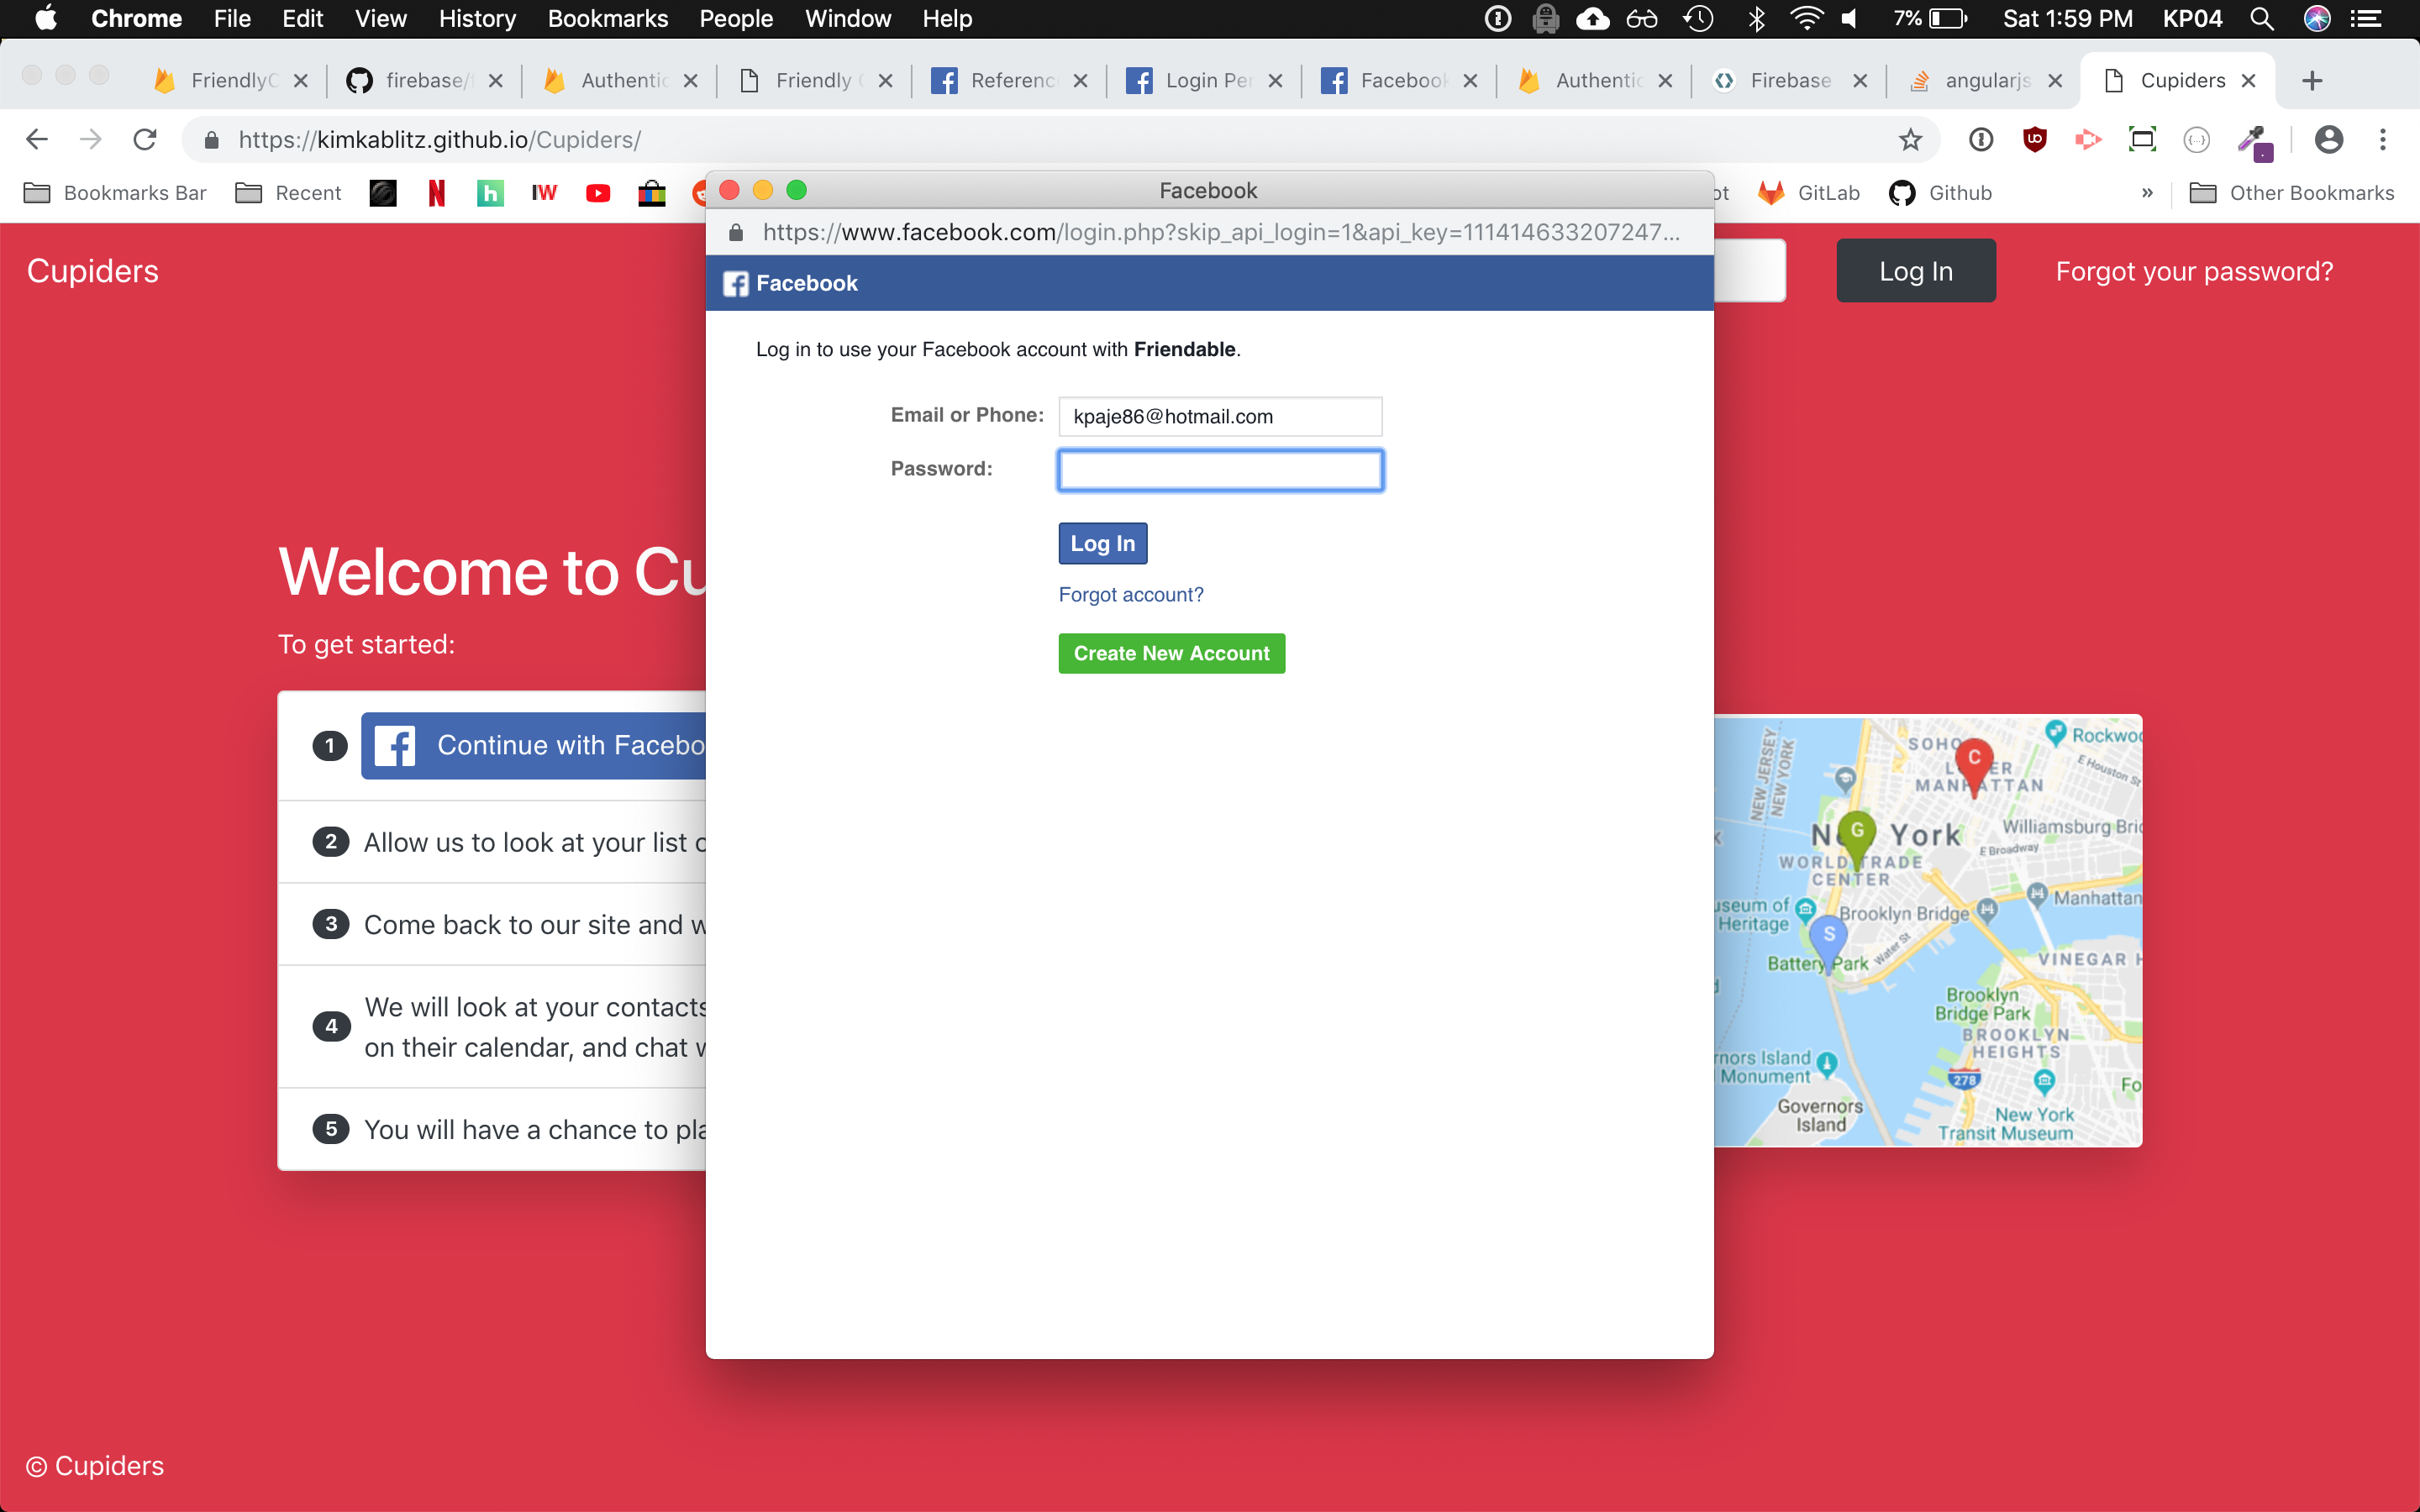 Chrome File Edit View History Bookmarks People Window Help 7% Sat 1:59 PM KP04
FriendlyC firebase/ Authentic Friendly Reference Login Per Facebook Authentic Firebase angularjs Cupiders
https://kimkablitz.github.io/Cupiders/
Bookmarks Bar Recent IW ot GitLab Github » Other Bookmarks
Facebook
https://www.facebook.com/login.php?skip_api_login=1&api_key=111414633207247...
Cupiders
Log In Forgot your password?
Facebook
Log in to use your Facebook account with Friendable.
Email or Phone: kpaje86@hotmail.com
Password:
Log In
Forgot account?
Create New Account
Welcome to Cu
To get started:
1 Continue with Facebo
2 Allow us to look at your list
3 Come back to our site and w
4 We will look at your contacts
on their calendar, and chat w
5 You will have a chance to pla
NEW JERSEY
NEW YORK
SOHO
Rockwoo
E Houston St
C
LOWER
MANHATTAN
G
New York
Williamsburg Bri
E Broadway
WORLD TRADE
CENTER
Manhattan
useum of
Heritage
Brooklyn Bridge
S
Water St
Battery Park
VINEGAR H
Brooklyn
Bridge Park
BROOKLYN
HEIGHTS
rnors Island
Monument
278
Fo
Governors
Island
New York
Transit Museum
© Cupiders